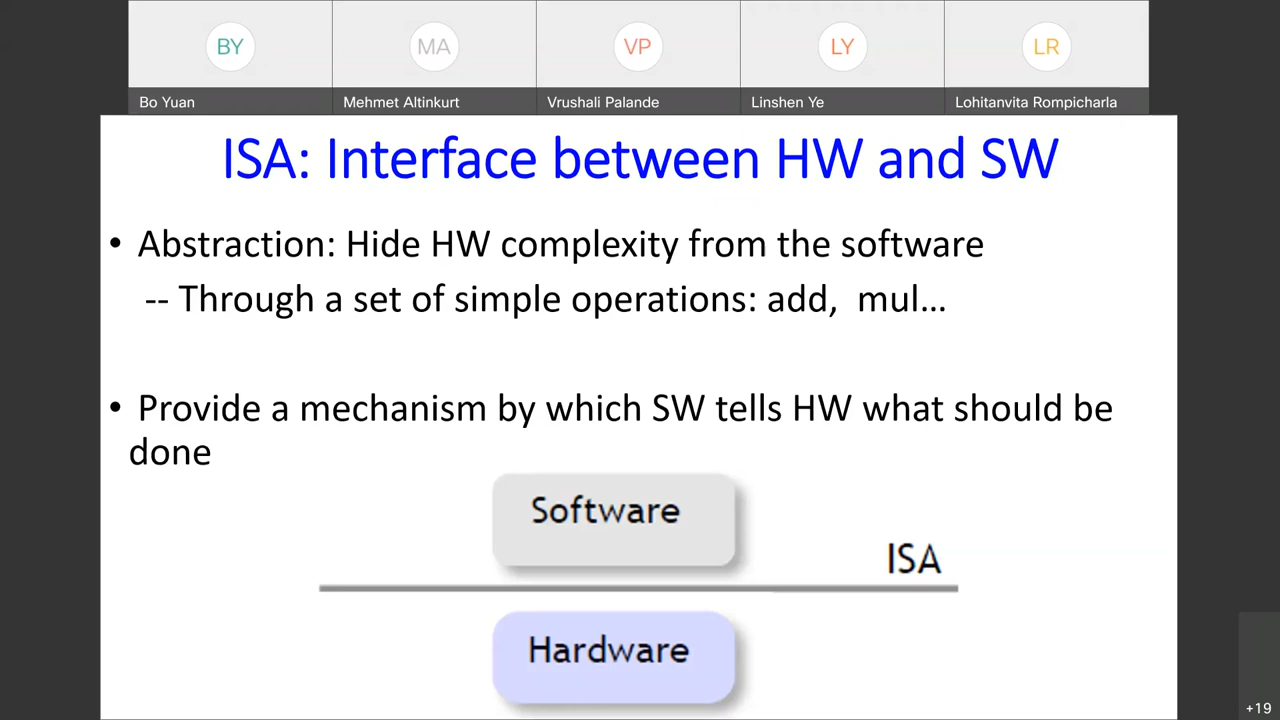 BY
MA
VP
LY
LR
Bo Yuan
Mehmet Altinkurt
Vrushali Palande
Linshen Ye
Lohitanvita Rompicharla
ISA: Interface between HW and SW
• Abstraction: Hide HW complexity from the software
-- Through a set of simple operations: add, mul...
• Provide a mechanism by which SW tells HW what should be
done
Software
ISA
Hardware
+19